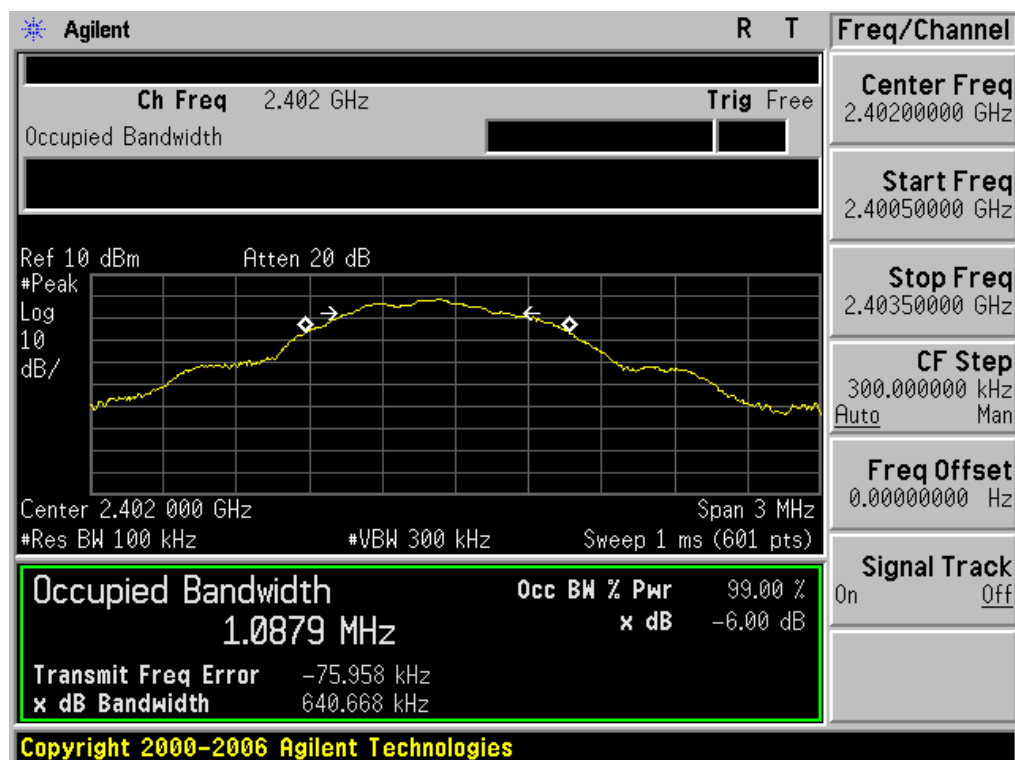 Agilent R T Freq/Channel
Ch Freq 2.402 GHz Trig Free
Occupied Bandwidth
Ref 10 dBm Atten 20 dB
#Peak
Log
10
dB/
Center 2.402 000 GHz Span 3 MHz
#Res BW 100 kHz #VBW 300 kHz Sweep 1 ms (601 pts)
Occupied Bandwidth Occ BW % Pwr 99.00 %
1.0879 MHz x dB -6.00 dB
Transmit Freq Error -75.958 kHz
x dB Bandwidth 640.668 kHz
Center Freq
2.40200000 GHz
Start Freq
2.40050000 GHz
Stop Freq
2.40350000 GHz
CF Step
300.000000 kHz
Auto Man
Freq Offset
0.00000000 Hz
Signal Track
On Off
Copyright 2000-2006 Agilent Technologies